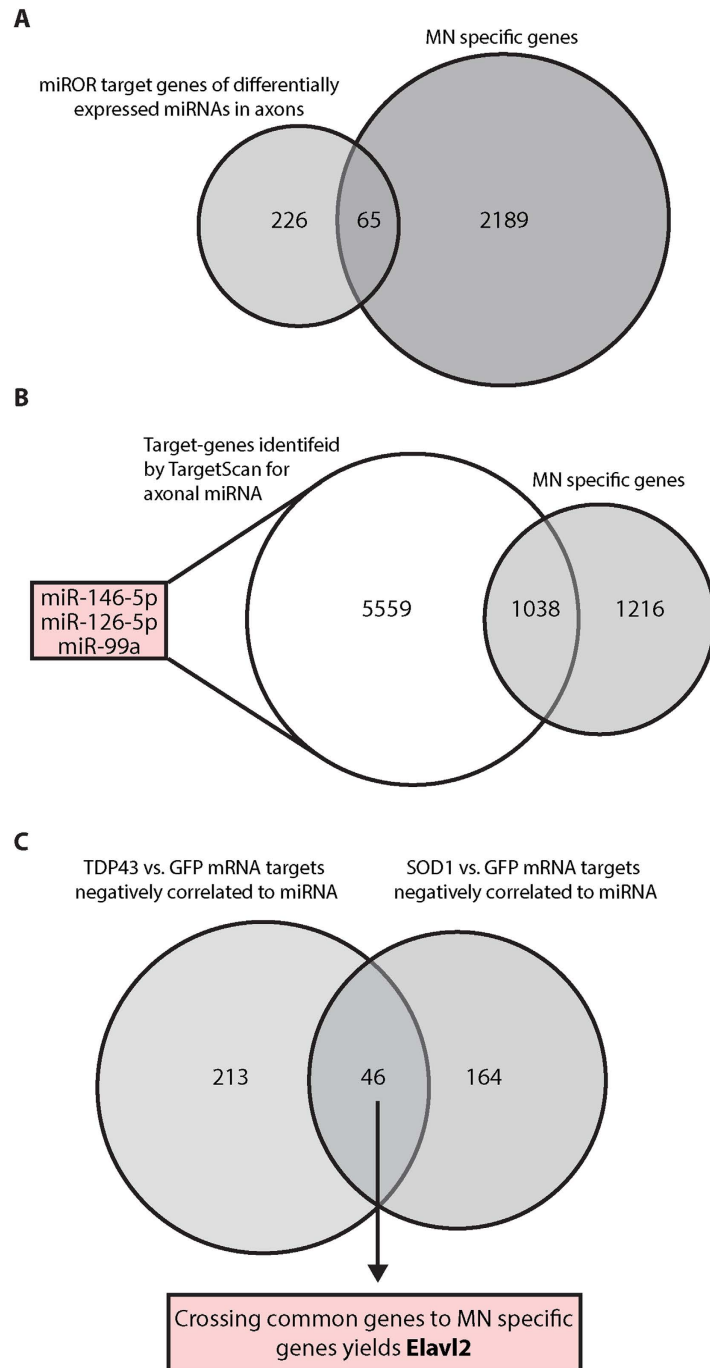 A
MN specific genes
miROR target genes of differentially
expressed miRNAs in axons
226
65
2189
B
Target-genes identifeid
by TargetScan for
axonal miRNA
MN specific genes
miR-146-5p
miR-126-5p
miR-99a
5559
1038
1216
C
TDP43 vs. GFP mRNA targets
negatively correlated to miRNA
SOD1 vs. GFP mRNA targets
negatively correlated to miRNA
213
46
164
Crossing common genes to MN specific
genes yields Elavl2